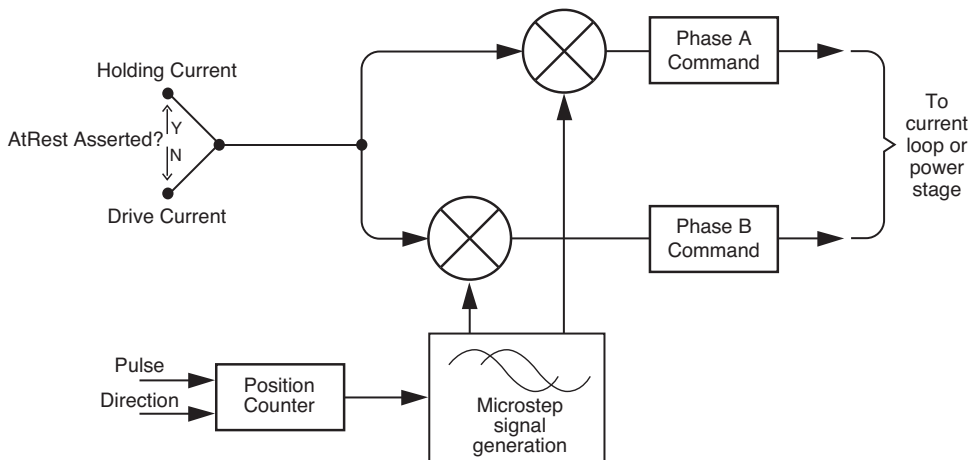 Holding Current
AtRest Asserted?
Y
N
Drive Current
Phase A
Command
Phase B
Command
To
current
loop or
power
stage
Pulse
Direction
Position
Counter
Microstep
signal
generation